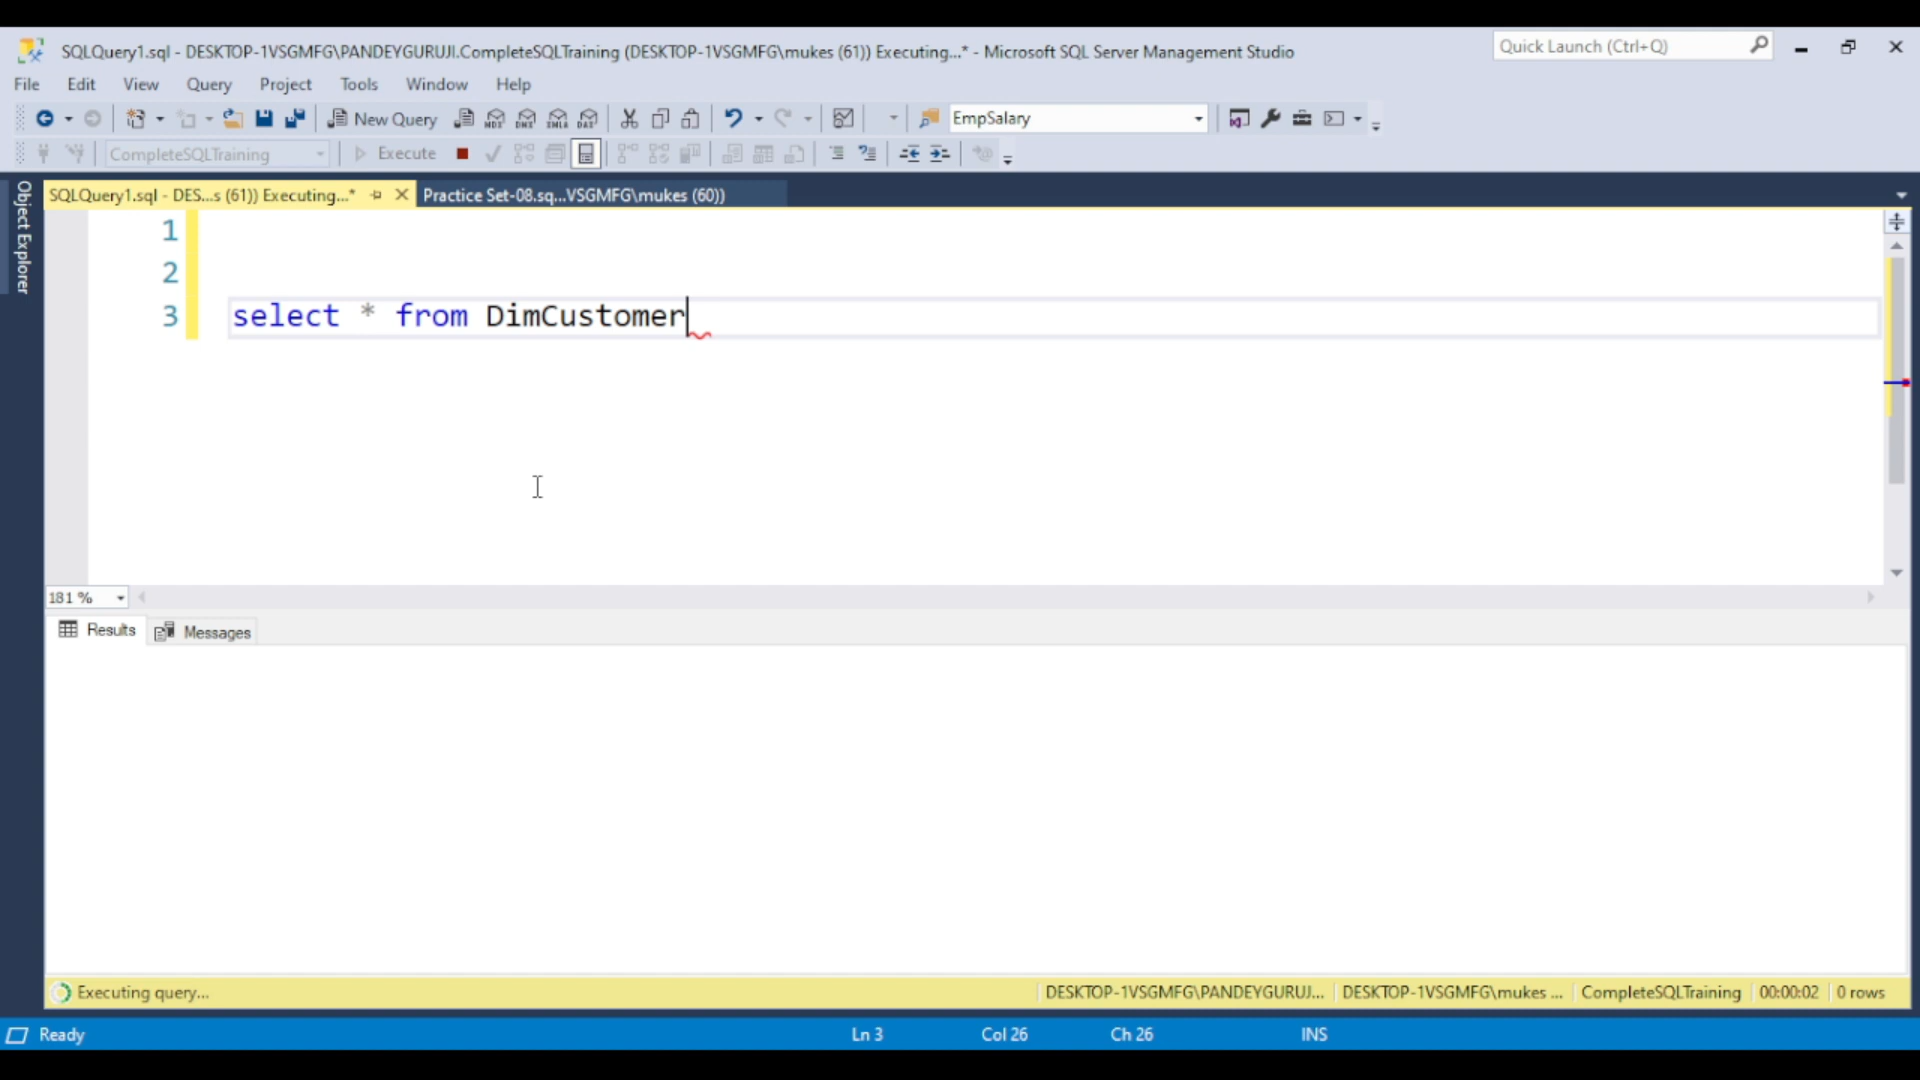 SQLQuery1.sql - DESKTOP-1VSGMFG\PANDEYGURUJI.CompleteSQLTraining (DESKTOP-1VSGMFG\mukes (61)) Executing...* - Microsoft SQL Server Management Studio
Quick Launch (Ctrl+Q)
File Edit View Query Project Tools Window Help
New Query MDX DMX XMLA DAX EmpSalary
CompleteSQLTraining Execute
Object Explorer
SQLQuery1.sql - DES...s (61)) Executing...* Practice Set-08.sq...VSGMFG\mukes (60))
1
2
3 select * from DimCustomer
181 %
Results Messages
Executing query... DESKTOP-1VSGMFG\PANDEYGURUJ... DESKTOP-1VSGMFG\mukes ... CompleteSQLTraining 00:00:02 0 rows
Ready Ln 3 Col 26 Ch 26 INS